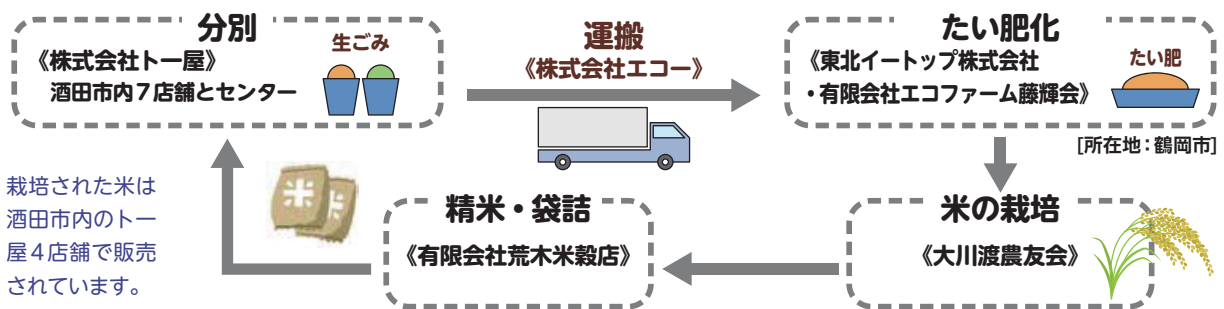 分別
生ごみ
《株式会社トー屋》
酒田市内7店舗とセンター
運搬
《株式会社エコー》
たい肥化
《東北イートップ株式会社
・有限会社エコファーム藤輝会》
たい肥
[所在地:鶴岡市]
米の栽培
《大川渡農友会》
精米・袋詰
《有限会社荒木米穀店》
米
栽培された米は
酒田市内のトー
屋4店舗で販売
されています。